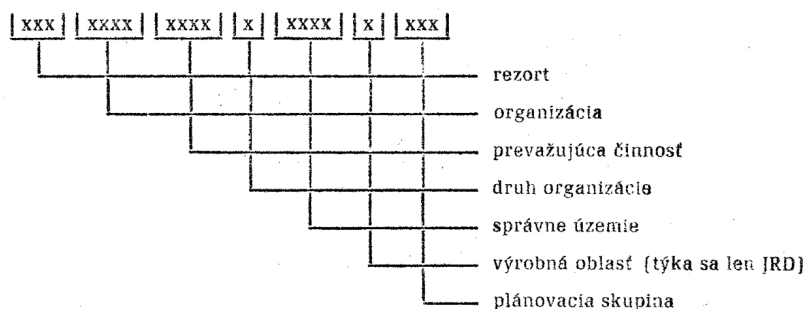 xxx xxxx xxxx x xxxx x xxx
rezort
organizácia
prevažujúca činnosť
druh organizácie
správne územie
výrobná oblasť (týka sa len JRD)
plánovacia skupina